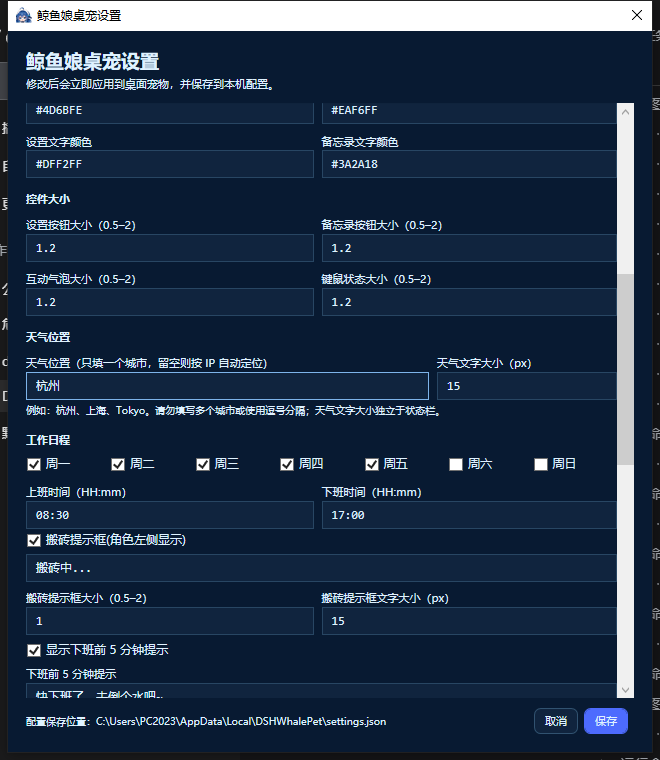 鲸鱼娘桌宠设置
鲸鱼娘桌宠设置
修改后会立即应用到桌面宠物，并保存到本机配置。
#4D6BFE #EAF6FF
设置文字颜色 备忘录文字颜色
#DFF2FF #3A2A18
控件大小
设置按钮大小（0.5–2） 备忘录按钮大小（0.5–2）
1.2 1.2
互动气泡大小（0.5–2） 键鼠状态大小（0.5–2）
1.2 1.2
天气位置
天气位置（只填一个城市，留空则按 IP 自动定位） 天气文字大小（px）
杭州 15
例如：杭州、上海、Tokyo。请勿填写多个城市或使用逗号分隔；天气文字大小独立于状态栏。
工作日程
周一 周二 周三 周四 周五 周六 周日
上班时间（HH:mm） 下班时间（HH:mm）
08:30 17:00
搬砖提示框(角色左侧显示)
搬砖中...
搬砖提示框大小（0.5–2） 搬砖提示框文字大小（px）
1 15
显示下班前 5 分钟提示
下班前 5 分钟提示
快下班了，去倒个水吧~
配置保存位置：C:\Users\PC2023\AppData\Local\DSHWhalePet\settings.json
取消 保存